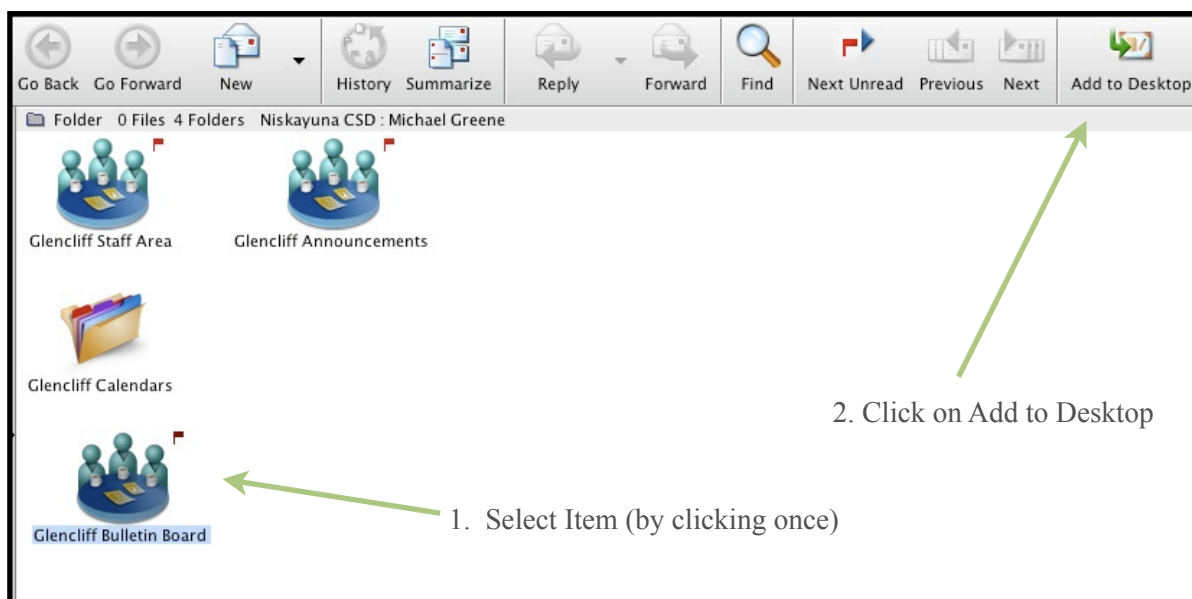 Go Back Go Forward New History Summarize Reply Forward Find Next Unread Previous Next Add to Desktop
Folder 0 Files 4 Folders Niskayuna CSD : Michael Greene
Glencliff Staff Area Glencliff Announcements
Glencliff Calendars
2. Click on Add to Desktop
1. Select Item (by clicking once)
Glencliff Bulletin Board